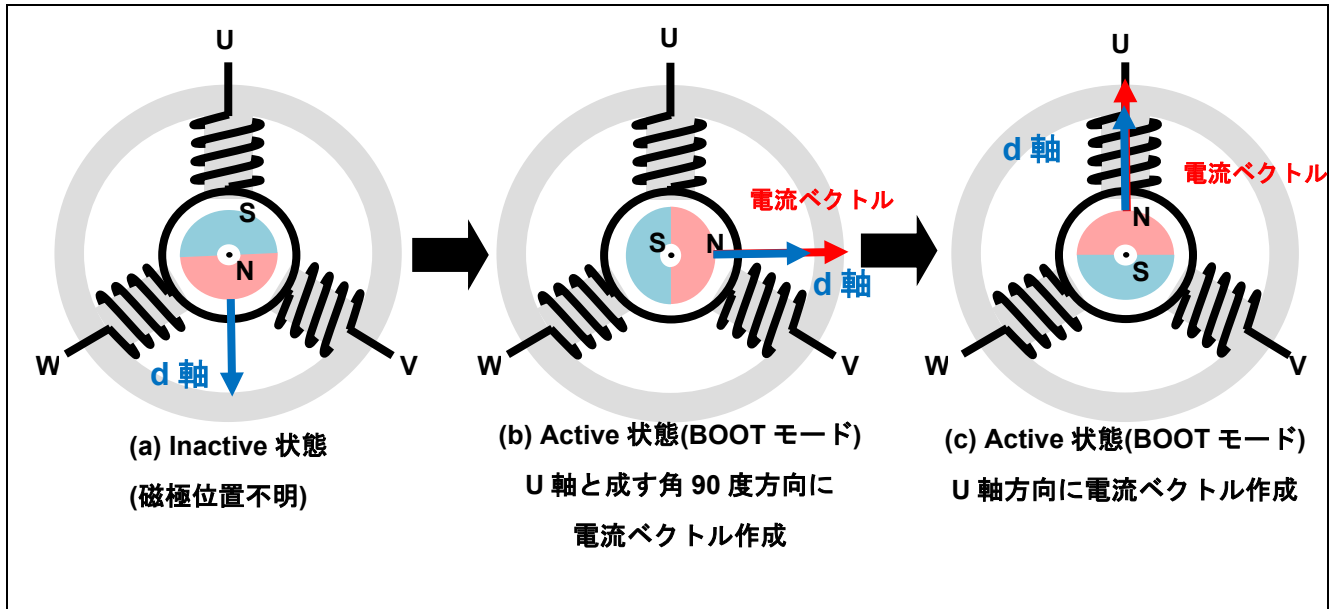 U
S
N
W
V
d 軸
(a) Inactive 状態
(磁極位置不明)
U
電流ベクトル
S
N
d 軸
W
V
(b) Active 状態(BOOT モード)
U 軸と成す角 90 度方向に
電流ベクトル作成
U
d 軸
電流ベクトル
N
S
W
V
(c) Active 状態(BOOT モード)
U 軸方向に電流ベクトル作成